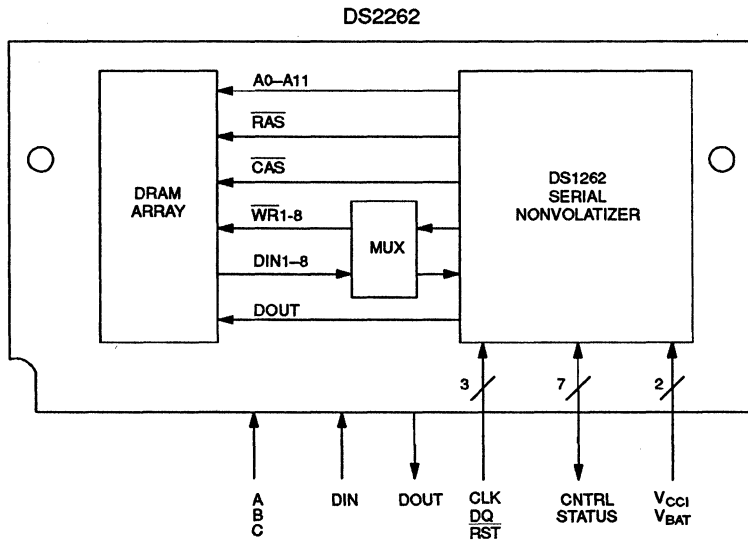 DS2262
A0–A11
RAS
CAS
WR1-8
DIN1–8
DOUT
DRAM
ARRAY
MUX
DS1262
SERIAL
NONVOLATIZER
3
7
2
A
B
C
DIN
DOUT
CLK
DQ
RST
CNTRL
STATUS
VCCI
VBAT